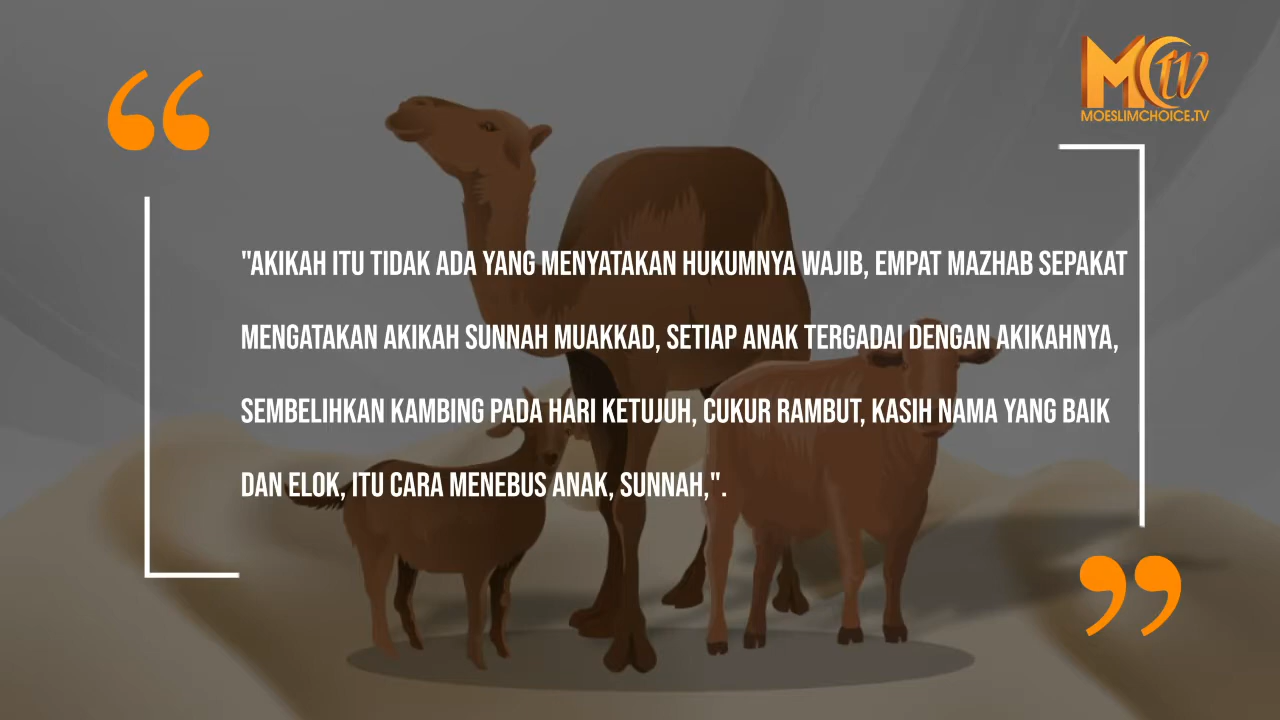 MCTV
MOESLIMCHOICE.TV
"AKIKAH ITU TIDAK ADA YANG MENYATAKAN HUKUMNYA WAJIB, EMPAT MAZHAB SEPAKAT
MENGATAKAN AKIKAH SUNNAH MUAKKAD, SETIAP ANAK TERGADAI DENGAN AKIKAHNYA,
SEMBELIHKAN KAMBING PADA HARI KETUJUH, CUKUR RAMBUT, KASIH NAMA YANG BAIK
DAN ELOK, ITU CARA MENEBUS ANAK, SUNNAH,".